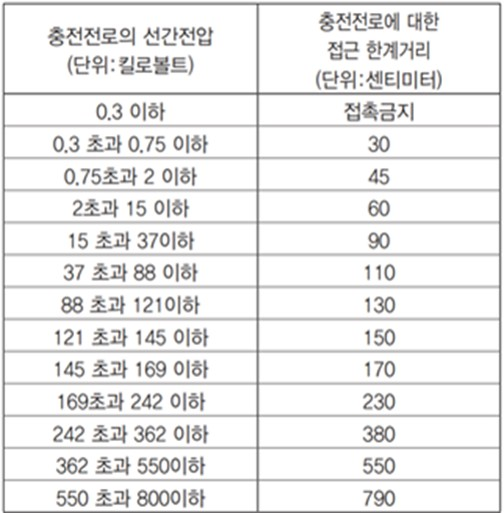 충전전로의 선간전압
(단위:킬로볼트)
충전전로에 대한
접근 한계거리
(단위:센티미터)
0.3 이하 접촉금지
0.3 초과 0.75 이하 30
0.75초과 2 이하 45
2초과 15 이하 60
15 초과 37이하 90
37 초과 88 이하 110
88 초과 121이하 130
121 초과 145 이하 150
145 초과 169 이하 170
169초과 242 이하 230
242 초과 362 이하 380
362 초과 550이하 550
550 초과 800이하 790